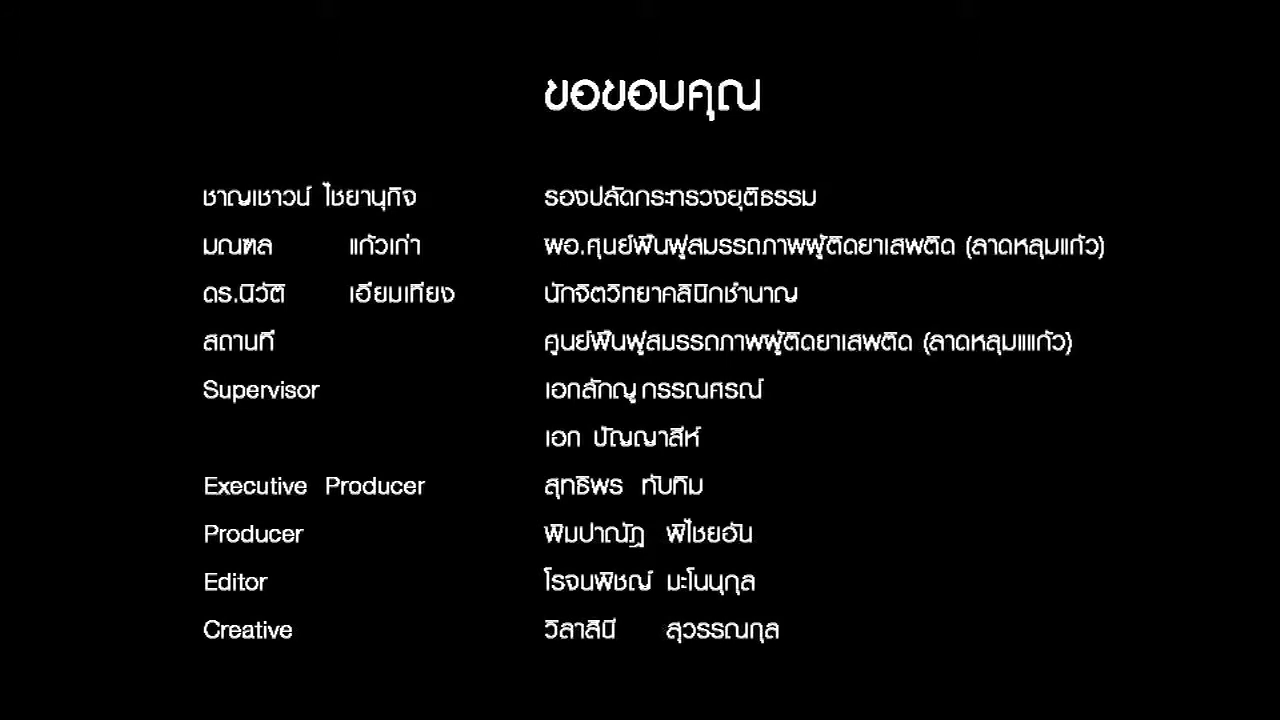 ขอขอบคุณ
ชาญเชาวน์ ไชยานุกิจ รองปลัดกระทรวงยุติธรรม
มณฑล แก้วเก่า ผอ.ศูนย์ฟื้นฟูสมรรถภาพผู้ติดยาเสพติด (ลาดหลุมแก้ว)
ดร.นิวัติ เอี่ยมเที่ยง นักจิตวิทยาคลินิกชำนาญ
สถานที่ ศูนย์ฟื้นฟูสมรรถภาพผู้ติดยาเสพติด (ลาดหลุมแแก้ว)
Supervisor เอกลักญู กรรณศรณ์
เอก ปัญญาสีห์
Executive Producer สุทธิพร ทับทิม
Producer พิมปาณัฏ พิไชยอัน
Editor โรจนพิชญ์ มะโนนุกุล
Creative วิลาสินี สุวรรณกุล